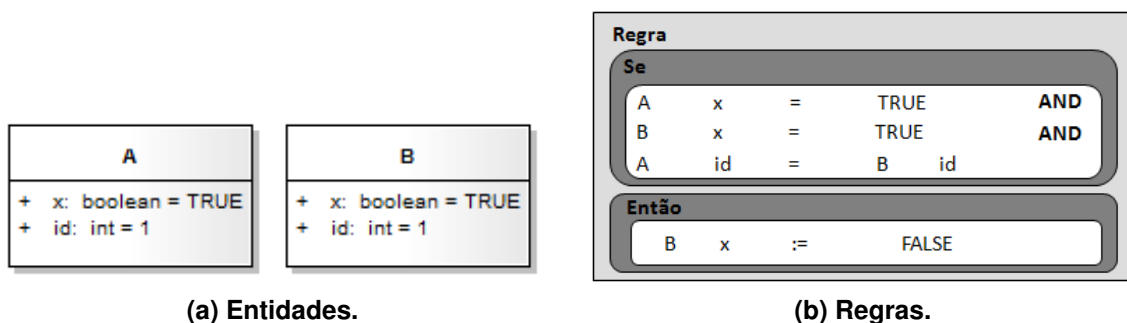 A
+ x: boolean = TRUE
+ id: int = 1
B
+ x: boolean = TRUE
+ id: int = 1
(a) Entidades.
Regra
Se
A x = TRUE AND
B x = TRUE AND
A id = B id
Então
B x := FALSE
(b) Regras.